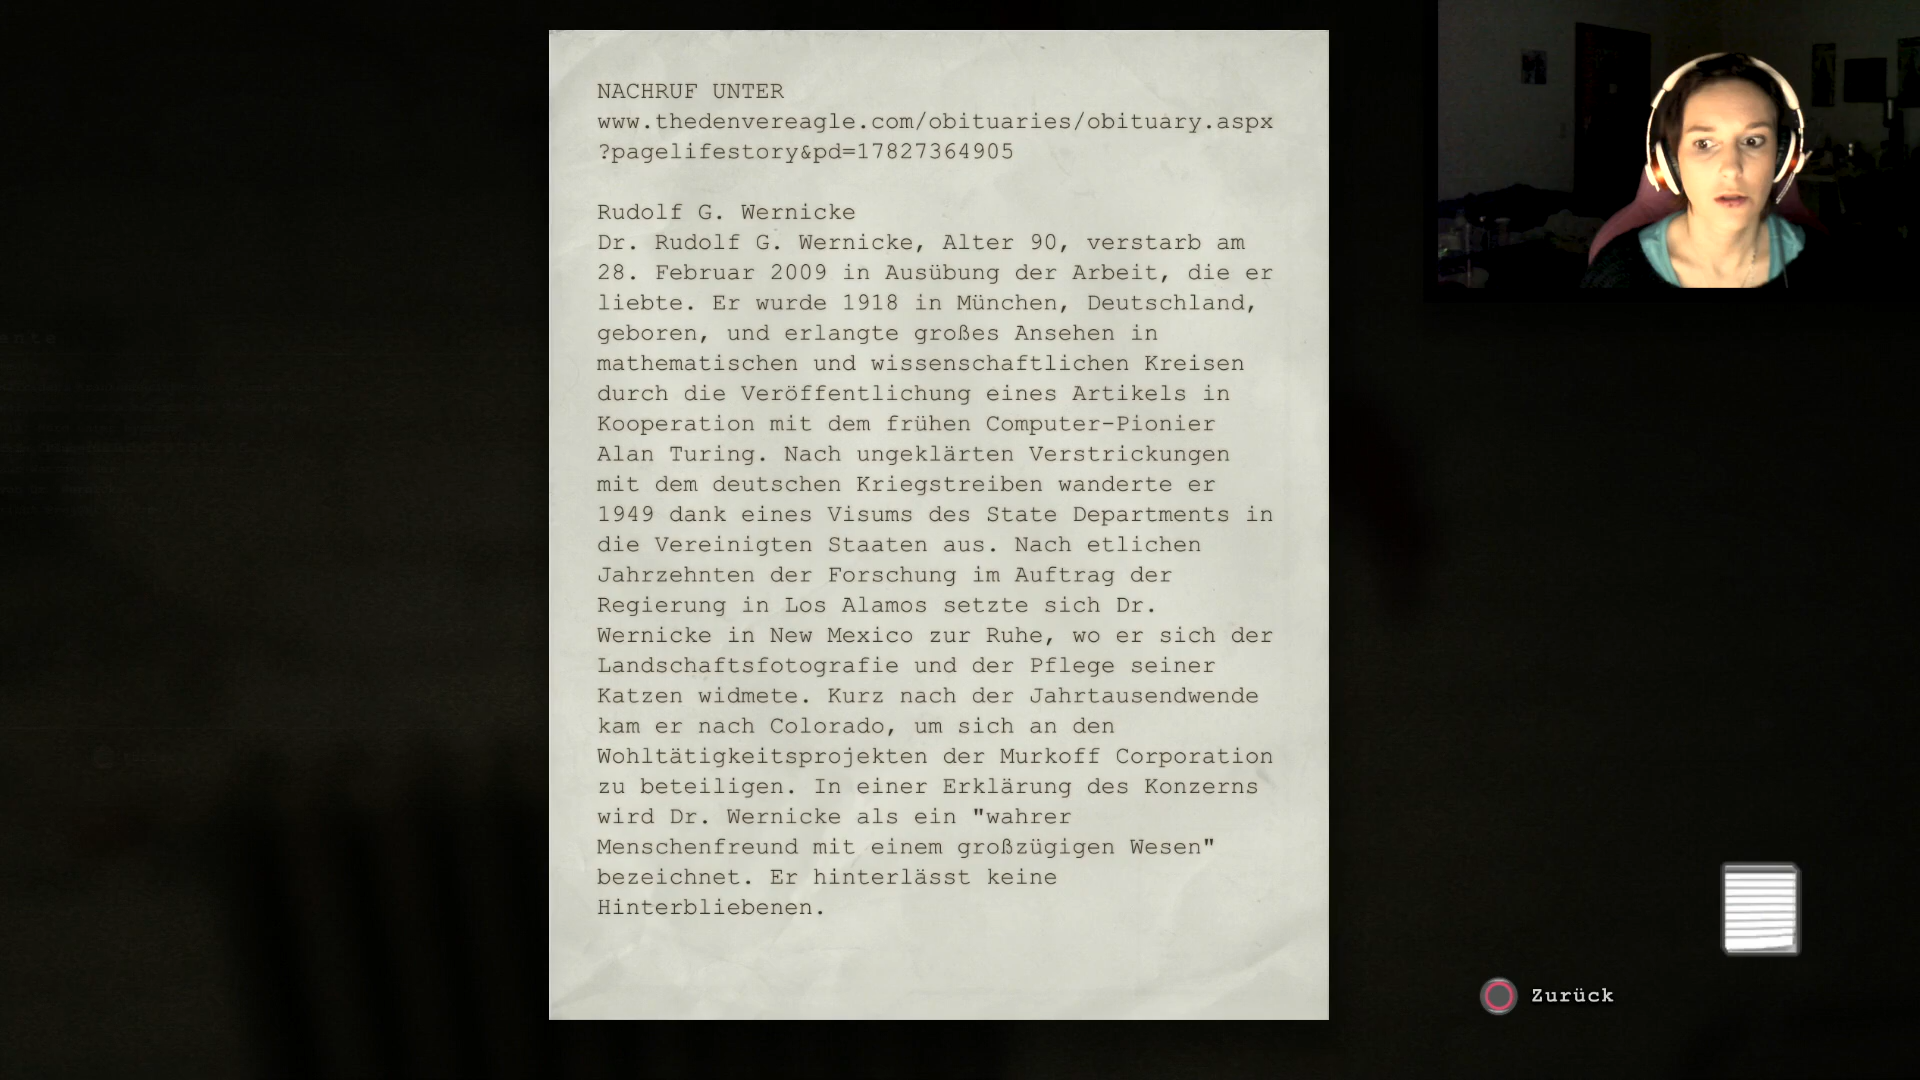 NACHRUF UNTER
www.thedenvereagle.com/obituaries/obituary.aspx
?pagelifestory&pd=17827364905
Rudolf G. Wernicke
Dr. Rudolf G. Wernicke, Alter 90, verstarb am
28. Februar 2009 in Ausübung der Arbeit, die er
liebte. Er wurde 1918 in München, Deutschland,
geboren, und erlangte großes Ansehen in
mathematischen und wissenschaftlichen Kreisen
durch die Veröffentlichung eines Artikels in
Kooperation mit dem frühen Computer-Pionier
Alan Turing. Nach ungeklärten Verstrickungen
mit dem deutschen Kriegstreiben wanderte er
1949 dank eines Visums des State Departments in
die Vereinigten Staaten aus. Nach etlichen
Jahrzehnten der Forschung im Auftrag der
Regierung in Los Alamos setzte sich Dr.
Wernicke in New Mexico zur Ruhe, wo er sich der
Landschaftsfotografie und der Pflege seiner
Katzen widmete. Kurz nach der Jahrtausendwende
kam er nach Colorado, um sich an den
Wohltätigkeitsprojekten der Murkoff Corporation
zu beteiligen. In einer Erklärung des Konzerns
wird Dr. Wernicke als ein "wahrer
Menschenfreund mit einem großzügigen Wesen"
bezeichnet. Er hinterlässt keine
Hinterbliebenen.
Zurück